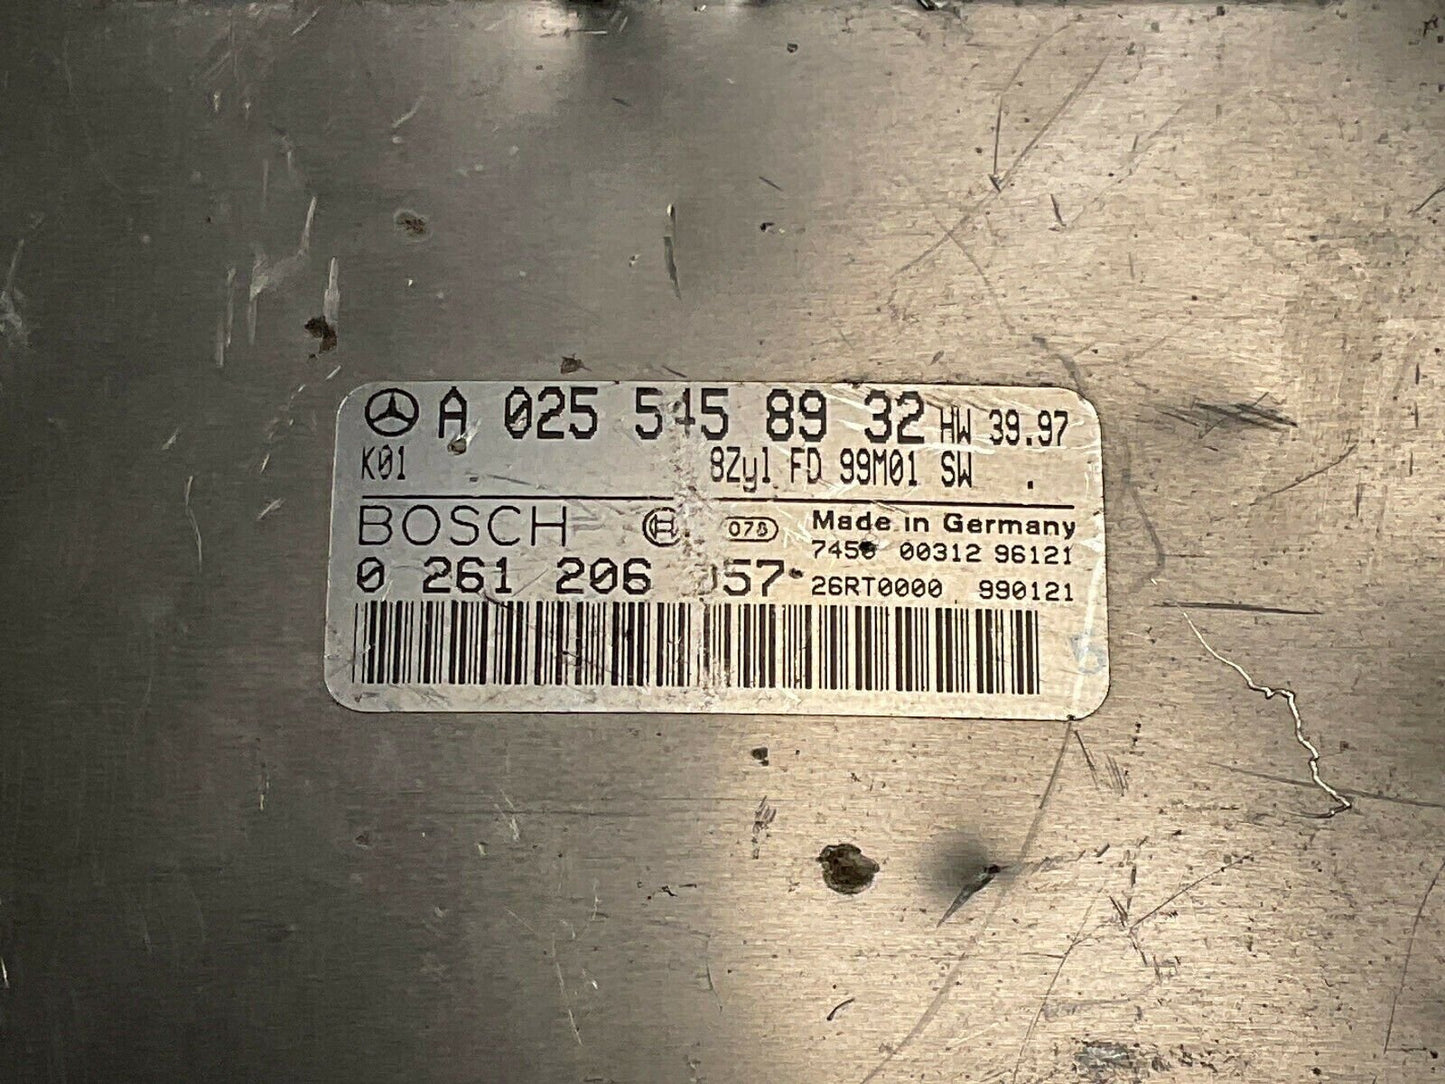 A 025 545 89 32 HW 39.97
K01 8Zyl FD 99M01 SW .
BOSCH 078 Made in Germany
00312 96121
0 261 206 26RT0000 990121